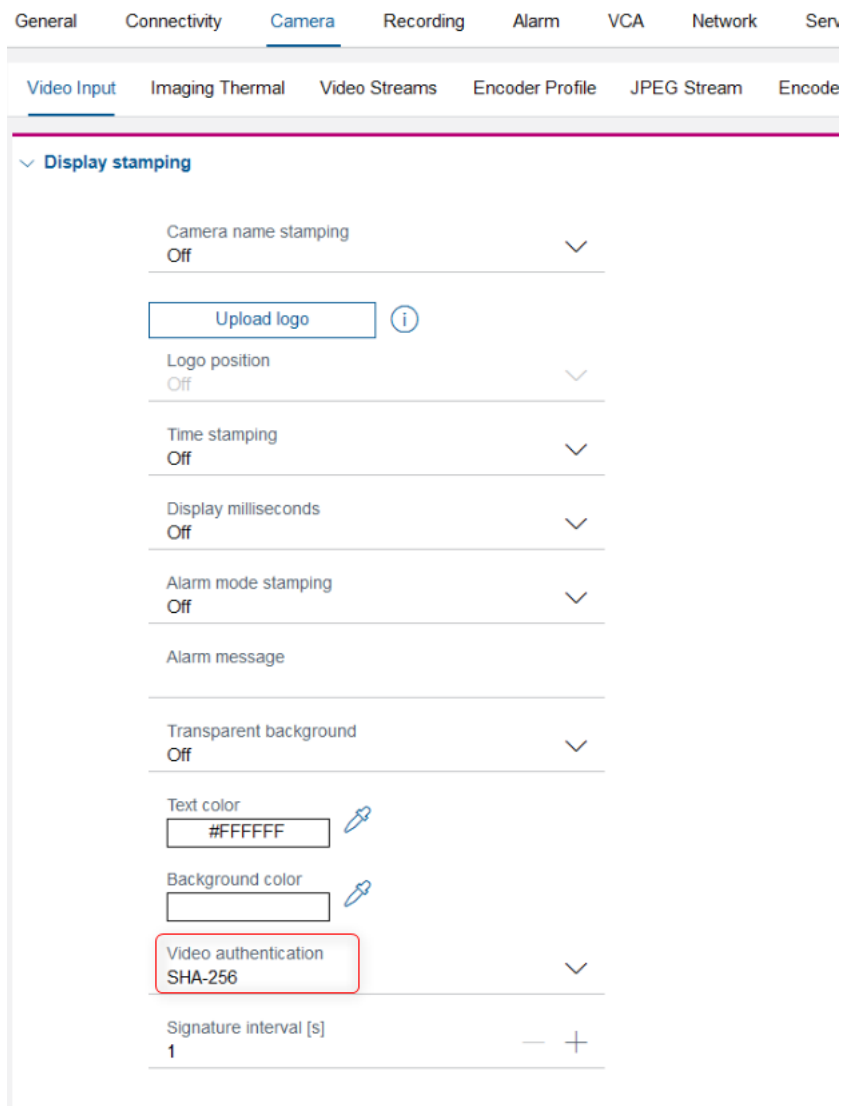 General Connectivity Camera Recording Alarm VCA Network Serv
Video Input Imaging Thermal Video Streams Encoder Profile JPEG Stream Encode
Display stamping
Camera name stamping
Off
Upload logo
Logo position
Off
Time stamping
Off
Display milliseconds
Off
Alarm mode stamping
Off
Alarm message
Transparent background
Off
Text color
#FFFFFF
Background color
Video authentication
SHA-256
Signature interval [s]
1